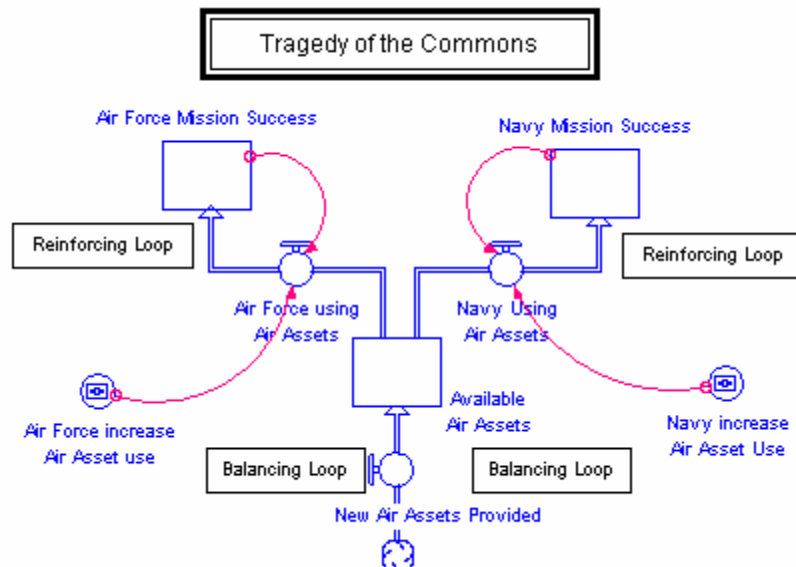 Tragedy of the Commons
Air Force Mission Success
Navy Mission Success
Reinforcing Loop
Reinforcing Loop
Air Force using
Air Assets
Navy Using
Air Assets
Available
Air Assets
Air Force increase
Air Asset use
Navy increase
Air Asset Use
Balancing Loop
Balancing Loop
New Air Assets Provided